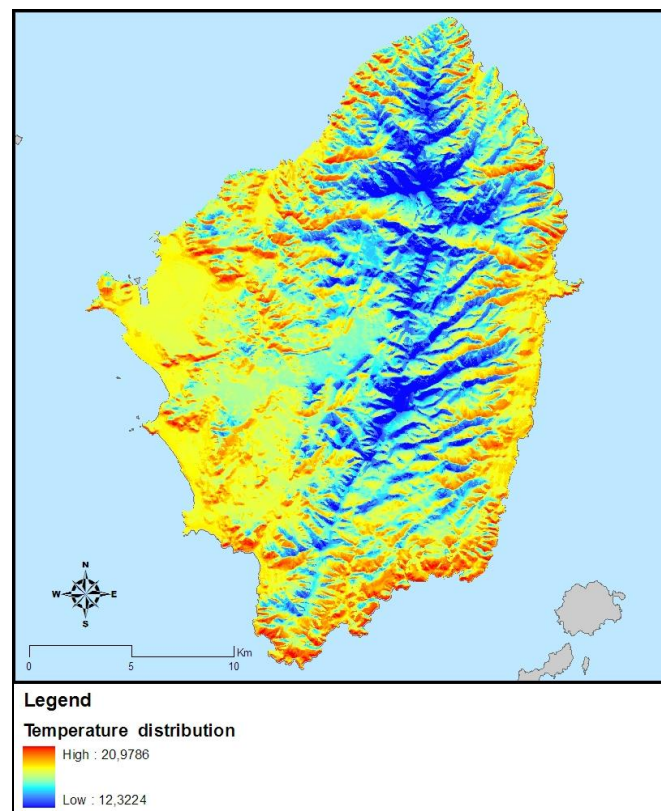 N
W E
S
Km
0 5 10
Legend
Temperature distribution
High : 20,9786
Low : 12,3224